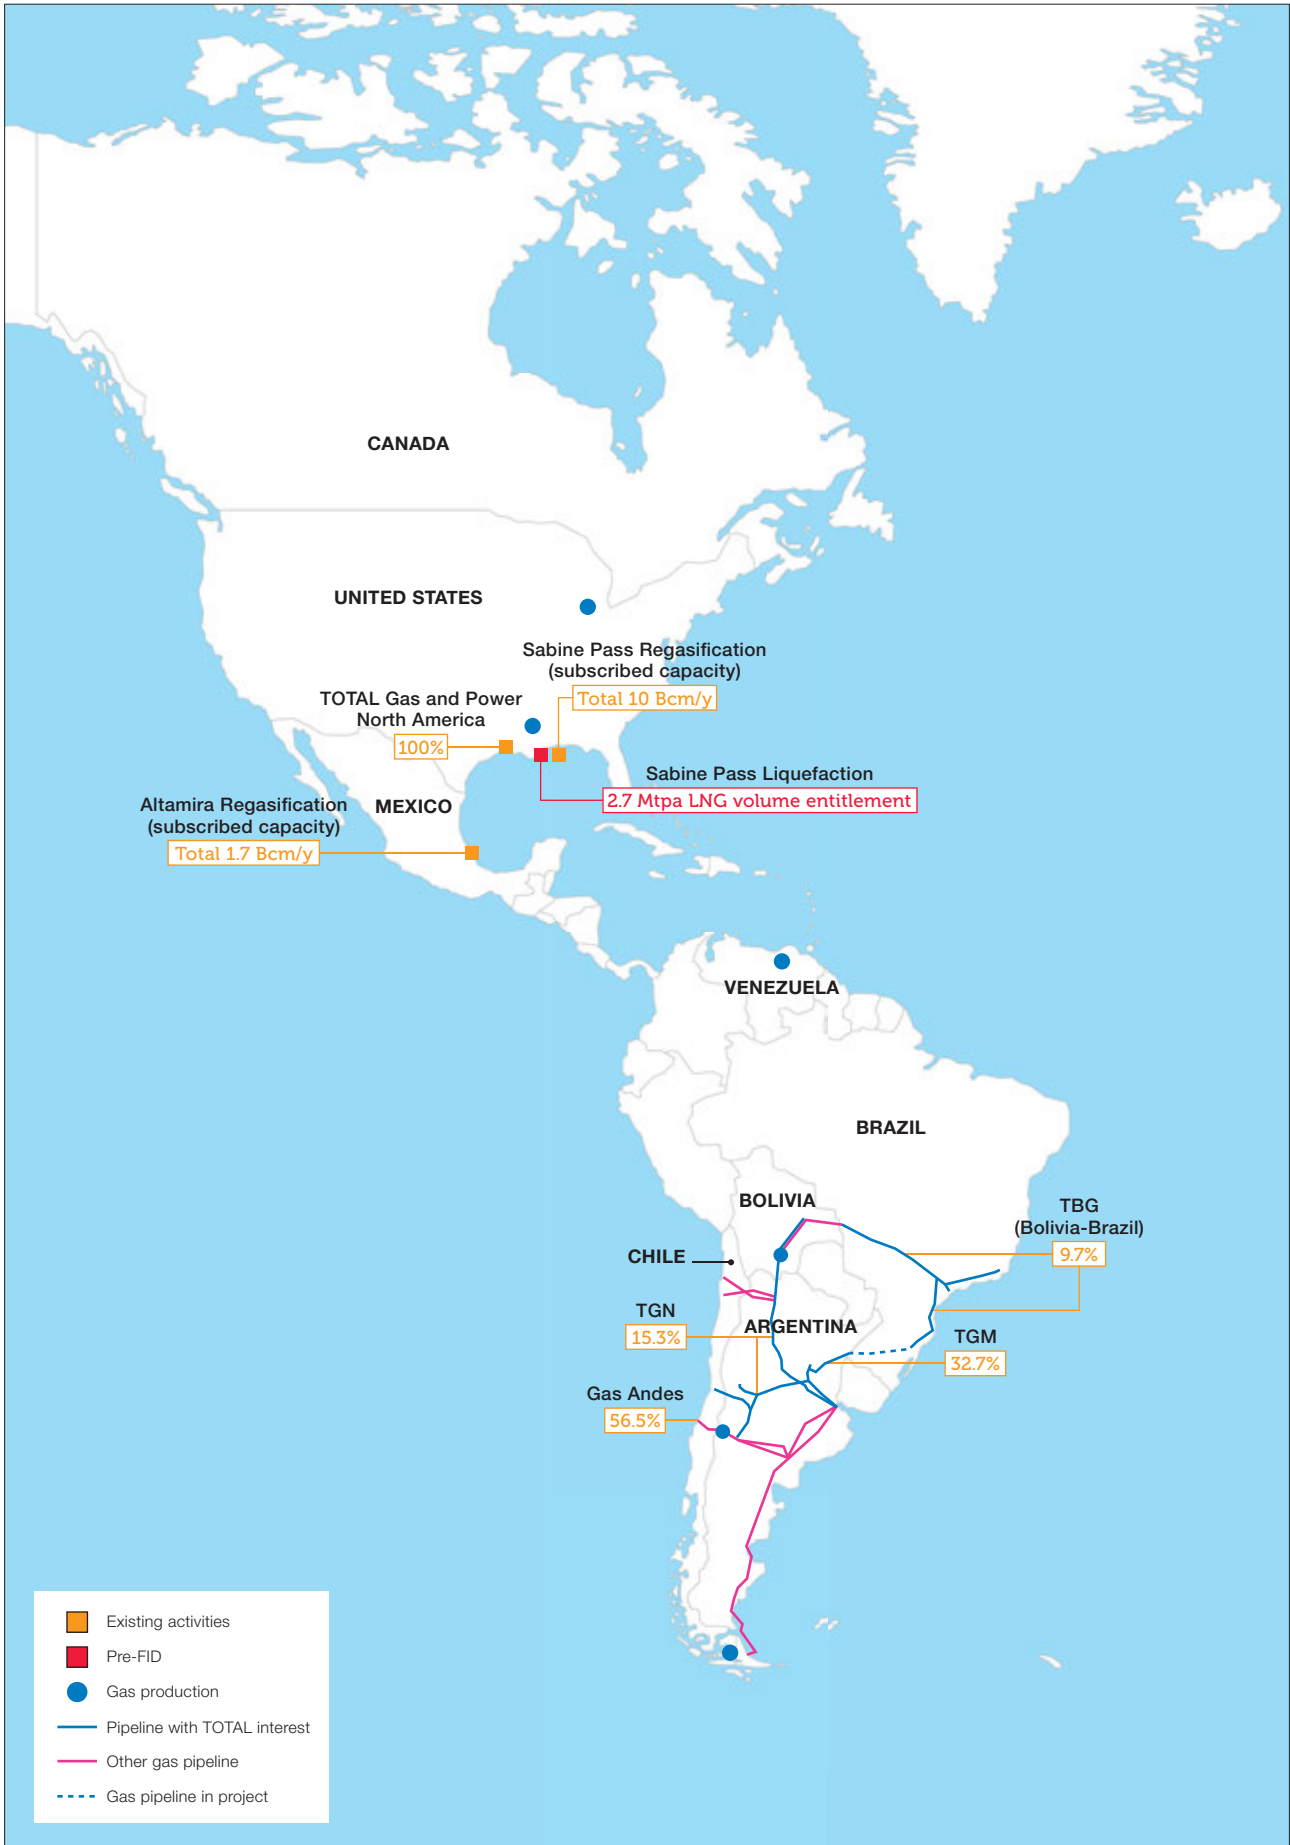 CANADA
UNITED STATES
Sabine Pass Regasification
(subscribed capacity)
Total 10 Bcm/y
TOTAL Gas and Power
North America
100%
Sabine Pass Liquefaction
2.7 Mtpa LNG volume entitlement
Altamira Regasification
(subscribed capacity)
Total 1.7 Bcm/y
MEXICO
VENEZUELA
BRAZIL
BOLIVIA
TBG
(Bolivia-Brazil)
9.7%
CHILE
TGN
15.3%
ARGENTINA
TGM
32.7%
Gas Andes
56.5%
Existing activities
Pre-FID
Gas production
Pipeline with TOTAL interest
Other gas pipeline
Gas pipeline in project